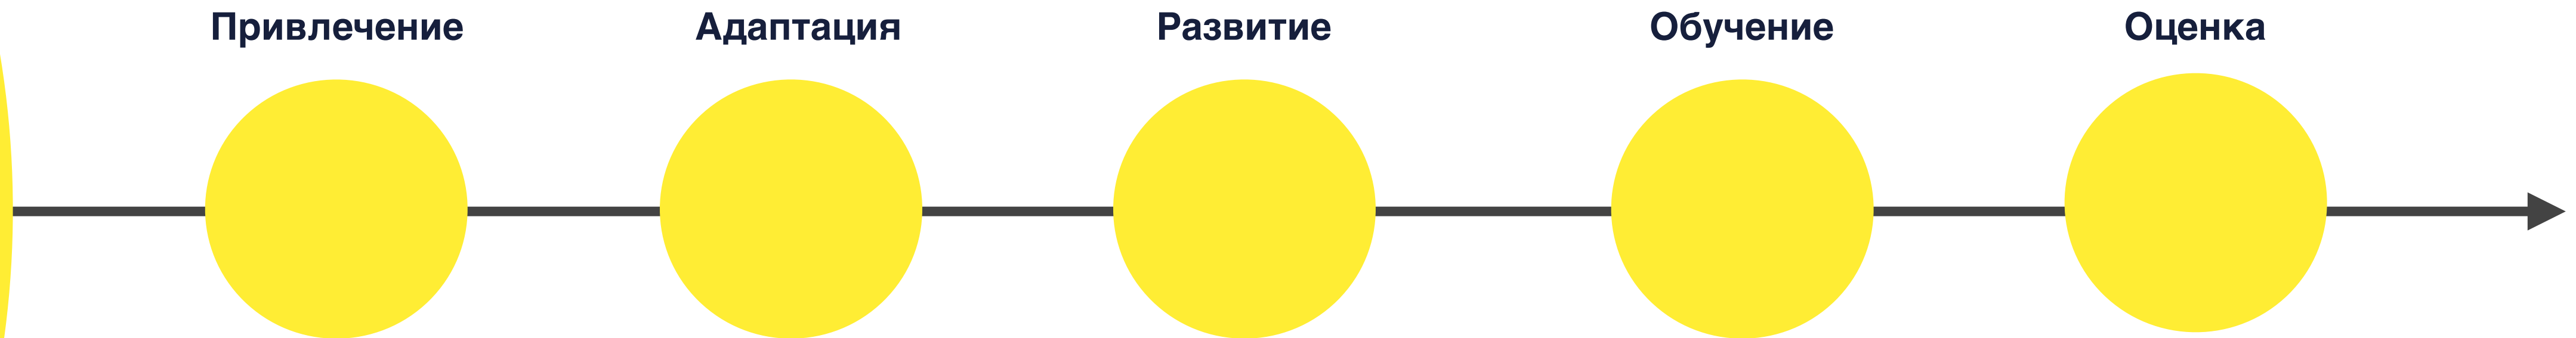 Привлечение
Адаптация
Развитие
Обучение
Оценка